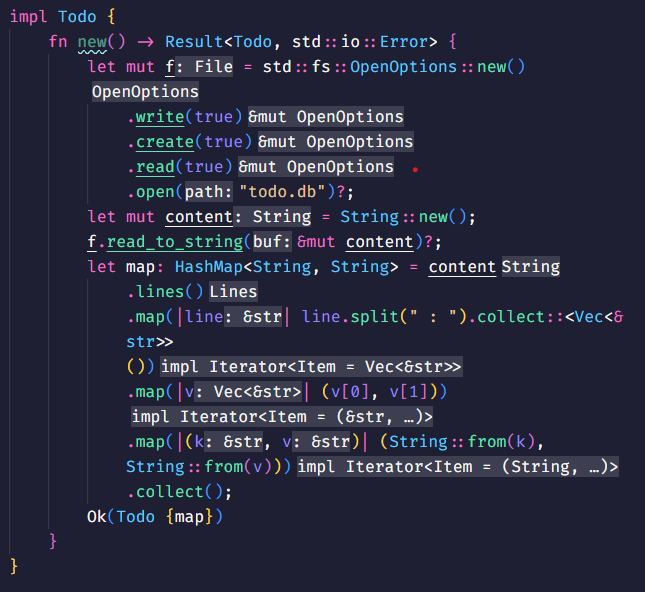 impl Todo {
fn new() -> Result<Todo, std::io::Error> {
let mut f: File = std::fs::OpenOptions::new()
OpenOptions
.write(true) &mut OpenOptions
.create(true) &mut OpenOptions
.read(true) &mut OpenOptions
.open(path: "todo.db")?;
let mut content: String = String::new();
f.read_to_string(buf: &mut content)?;
let map: HashMap<String, String> = content String
.lines() Lines
.map(|line: &str| line.split(" : ").collect::<Vec<&
str>>
()) impl Iterator<Item = Vec<&str>>
.map(|v: Vec<&str>| (v[0], v[1]))
impl Iterator<Item = (&str, …)>
.map(|(k: &str, v: &str)| (String::from(k),
String::from(v))) impl Iterator<Item = (String, …)>
.collect();
Ok(Todo {map})
}
}